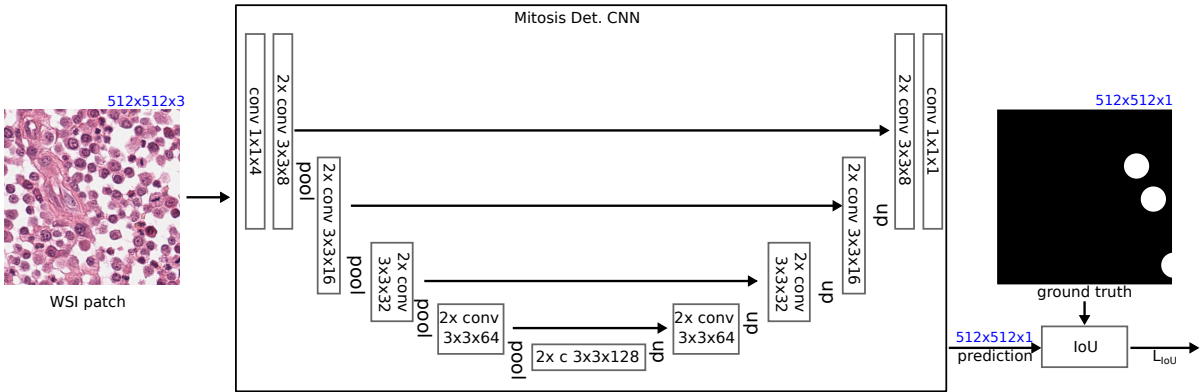 Mitosis Det. CNN
512x512x3
WSI patch
conv 1x1x4
2x conv 3x3x8
pool
2x conv 3x3x16
pool
2x conv
3x3x32
pool
2x conv
3x3x64
pool
2x c 3x3x128
up
2x conv
3x3x64
up
2x conv
3x3x32
up
2x conv 3x3x16
up
2x conv 3x3x8
conv 1x1x1
512x512x1
ground truth
512x512x1
prediction
IoU
LIoU